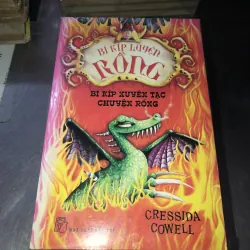 BÍ KÍP LUYỆN
RỒNG
BÍ KÍP XUYÊN TẠC
CHUYỆN RỒNG
CRESSIDA
COWELL